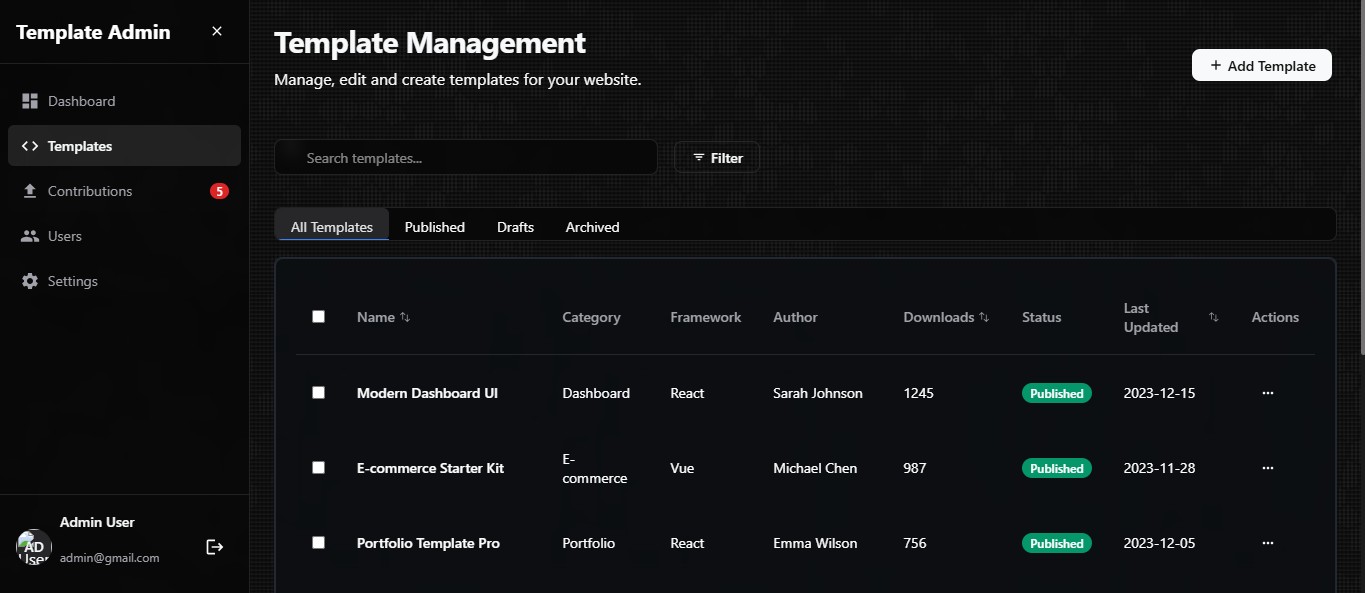 Template Admin
Dashboard
Templates
Contributions 5
Users
Settings
Admin User
AD
User
admin@gmail.com
Template Management
Manage, edit and create templates for your website.
+ Add Template
Search templates...
Filter
All Templates Published Drafts Archived
Name Category Framework Author Downloads Status Last Updated Actions
Modern Dashboard UI Dashboard React Sarah Johnson 1245 Published 2023-12-15 ...
E-commerce Starter Kit E-commerce Vue Michael Chen 987 Published 2023-11-28 ...
Portfolio Template Pro Portfolio React Emma Wilson 756 Published 2023-12-05 ...